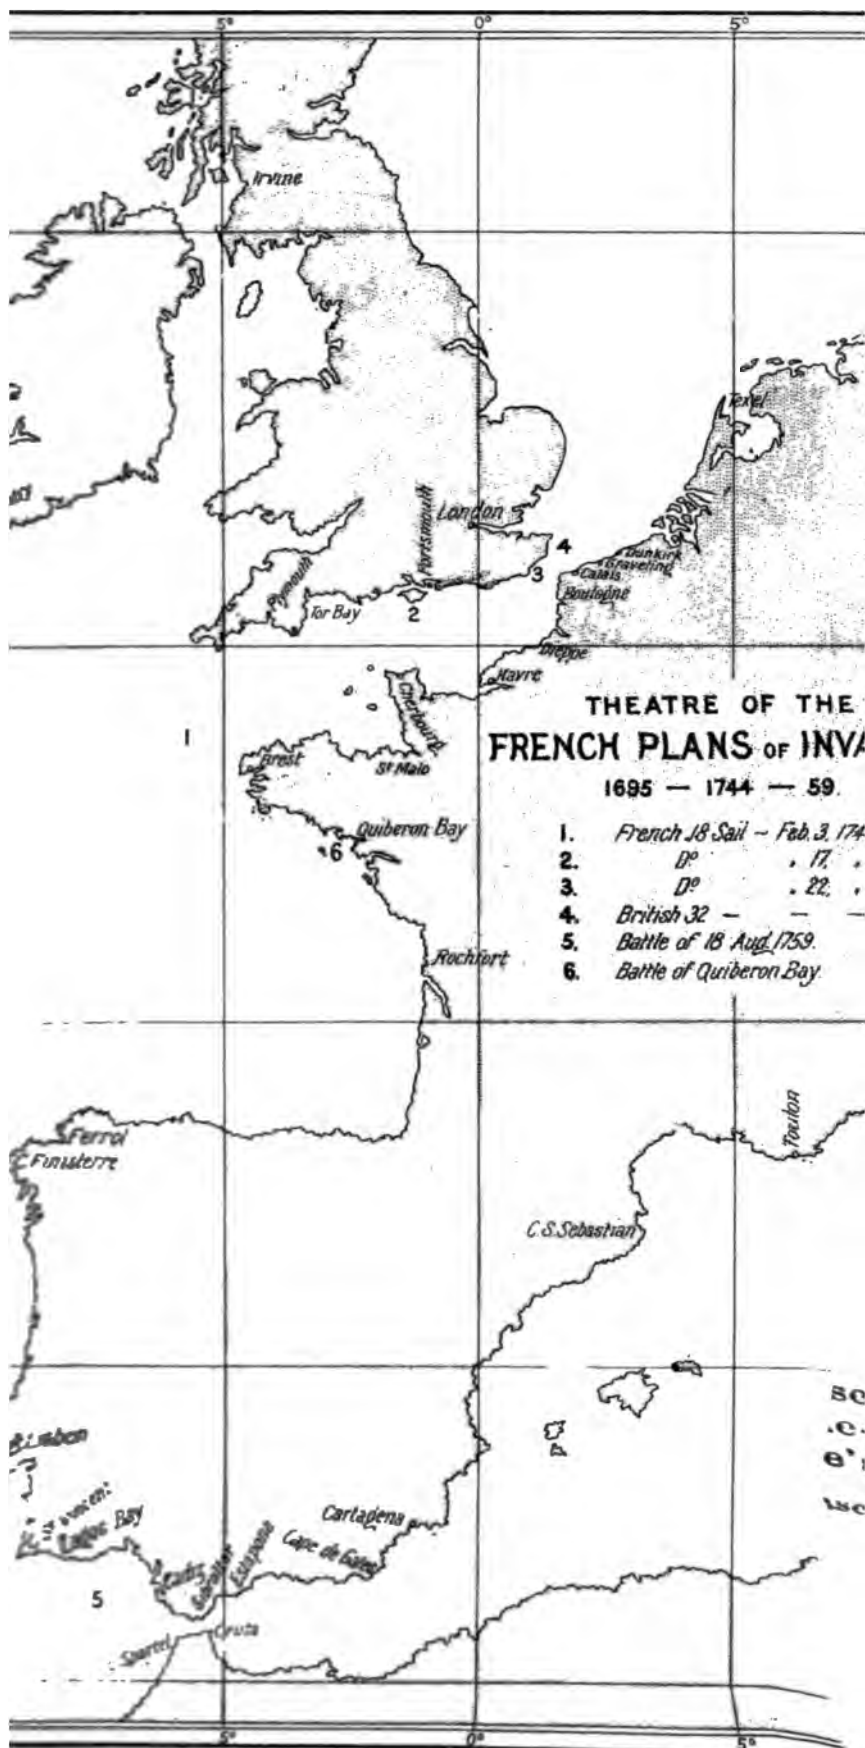 5° 0° 5°
Irvine
Texel
London
Portsmouth
Plymouth
Tor Bay
4
3
2
Dunkirk
Graveling
Calais
Boulogne
Dieppe
Havre
Cherbourg
1
Brest
St Malo
Quiberon Bay
6
THEATRE OF THE
FRENCH PLANS OF INVA
1695 — 1744 — 59.
1. French 18 Sail – Feb. 3, 174
2. Do „ 17, „
3. Do „ 22, „
4. British 32 – – –
5. Battle of 18 Aug. 1759.
6. Battle of Quiberon Bay.
Rochfort
Ferrol
Finisterre
Toulon
C.S. Sebastian
Lisbon
Lagos Bay
Cadiz
Gibraltar
Estapona
Cape de Gata
Cartagena
5
Spartel
Ceuta
5° 0° 5°